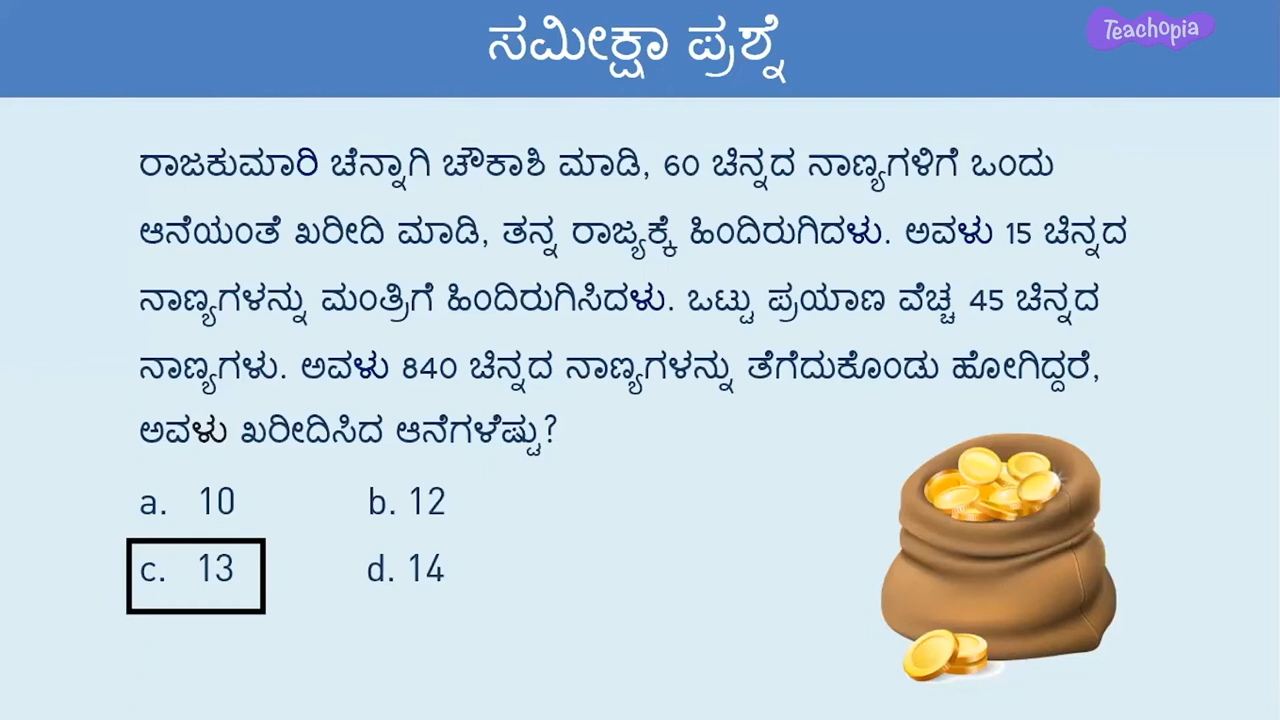 ಸಮೀಕ್ಷಾ ಪ್ರಶ್ನೆ
Teachopia
ರಾಜಕುಮಾರಿ ಚೆನ್ನಾಗಿ ಚೌಕಾಶಿ ಮಾಡಿ, 60 ಚಿನ್ನದ ನಾಣ್ಯಗಳಿಗೆ ಒಂದು
ಆನೆಯಂತೆ ಖರೀದಿ ಮಾಡಿ, ತನ್ನ ರಾಜ್ಯಕ್ಕೆ ಹಿಂದಿರುಗಿದಳು. ಅವಳು 15 ಚಿನ್ನದ
ನಾಣ್ಯಗಳನ್ನು ಮಂತ್ರಿಗೆ ಹಿಂದಿರುಗಿಸಿದಳು. ಒಟ್ಟು ಪ್ರಯಾಣ ವೆಚ್ಚ 45 ಚಿನ್ನದ
ನಾಣ್ಯಗಳು. ಅವಳು 840 ಚಿನ್ನದ ನಾಣ್ಯಗಳನ್ನು ತೆಗೆದುಕೊಂಡು ಹೋಗಿದ್ದರೆ,
ಅವಳು ಖರೀದಿಸಿದ ಆನೆಗಳೆಷ್ಟು?
a. 10 b. 12
c. 13 d. 14